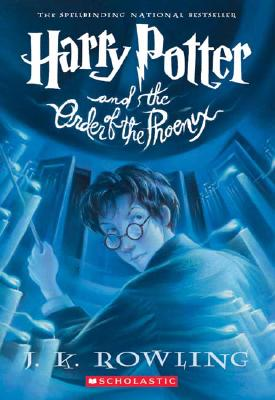 THE SPELLBINDING NATIONAL BESTSELLER
Harry Potter
and the
Order of the Phoenix
J. K. ROWLING
SCHOLASTIC